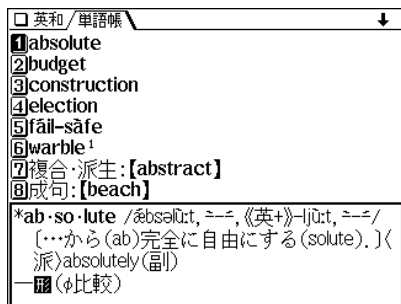 英和/単語帳
1absolute
2budget
3construction
4election
5fāil-sàfe
6warble¹
7複合·派生:【abstract】
8成句:【beach】
*ab·so·lute /ǽbsəlùːt, ˌ-ˈ-, 《英+》-ljùːt, ˌ-ˈ-/
〔…から(ab)完全に自由にする(solute).〕〈
派〉absolutely(副)
—形(φ比較)